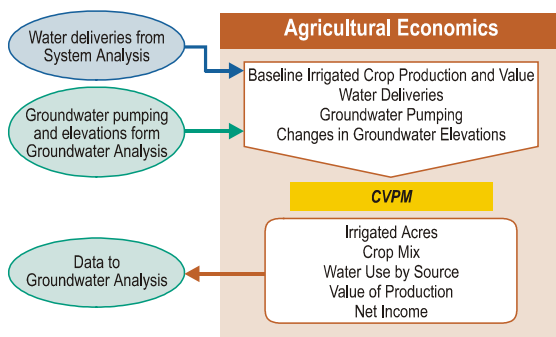 Water deliveries from
System Analysis
Groundwater pumping
and elevations form
Groundwater Analysis
Data to
Groundwater Analysis
Agricultural Economics
Baseline Irrigated Crop Production and Value
Water Deliveries
Groundwater Pumping
Changes in Groundwater Elevations
CVPM
Irrigated Acres
Crop Mix
Water Use by Source
Value of Production
Net Income